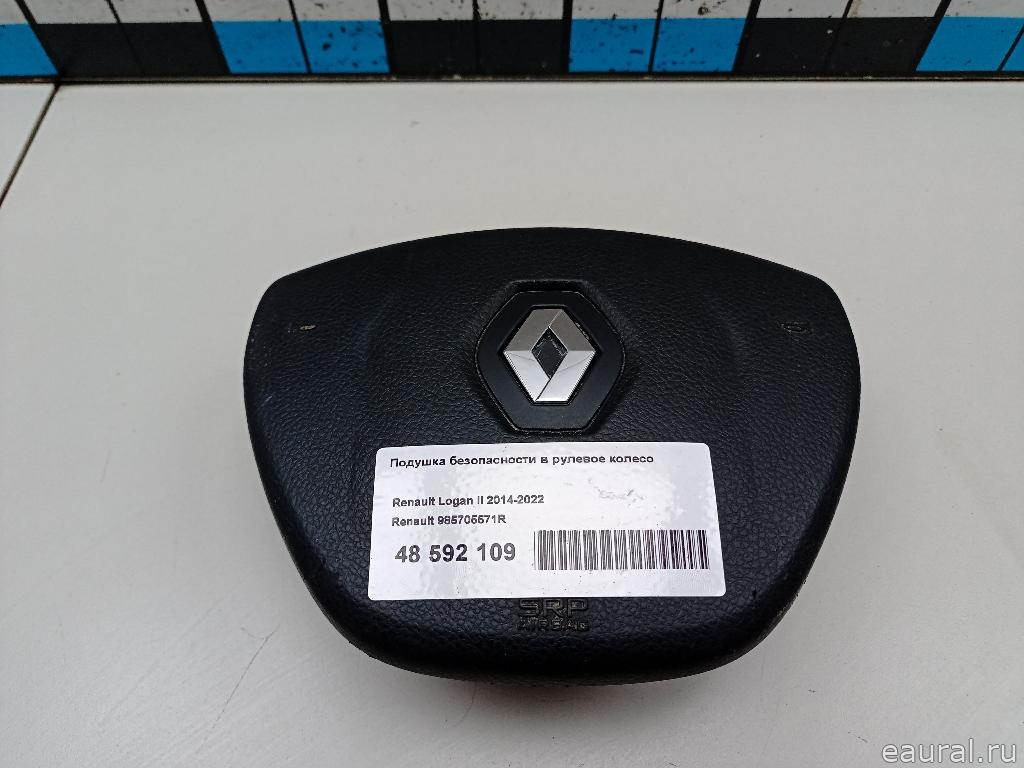 Подушка безопасности в рулевое колесо
Renault Logan II 2014-2022
Renault 985705571R
48 592 109
SRP
AIRBAG
eaural.ru